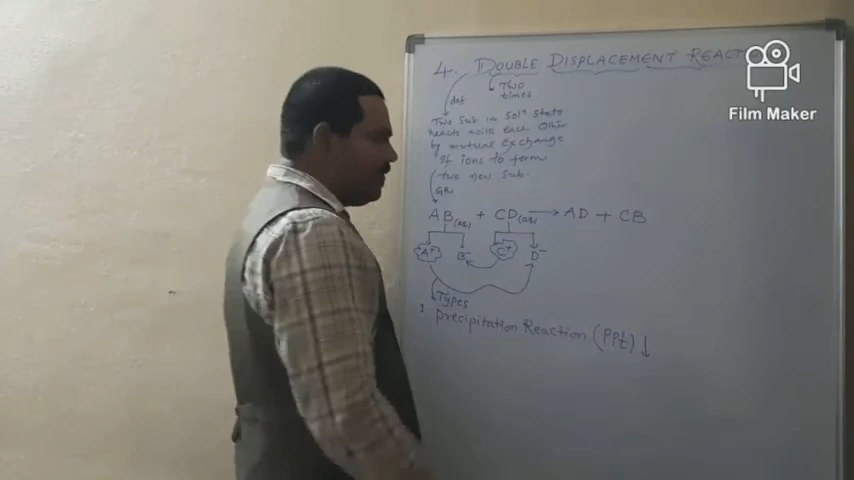 4. DOUBLE DISPLACEMENT REACT
Two
times
def
Two Sub. in Solⁿ State
reacts with each Other
by mutual exchange
of ions to form
two new Sub.
GR
AB(aq) + CD(aq) → AD + CB
A⁺ B⁻ C⁺ D⁻
Types
1 precipitation Reaction (PPt) ↓
Film Maker